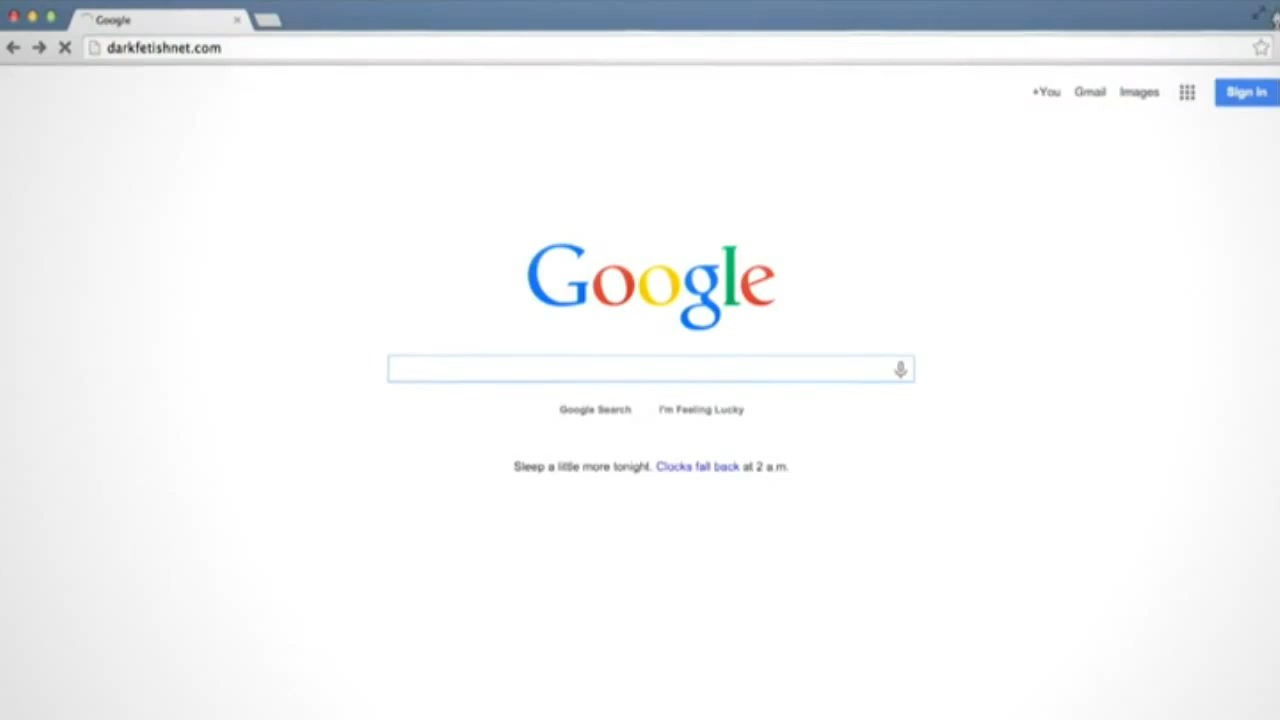 Google
darkfetishnet.com
+You Gmail Images Sign in
Google
Google Search I'm Feeling Lucky
Sleep a little more tonight. Clocks fall back at 2 a.m.